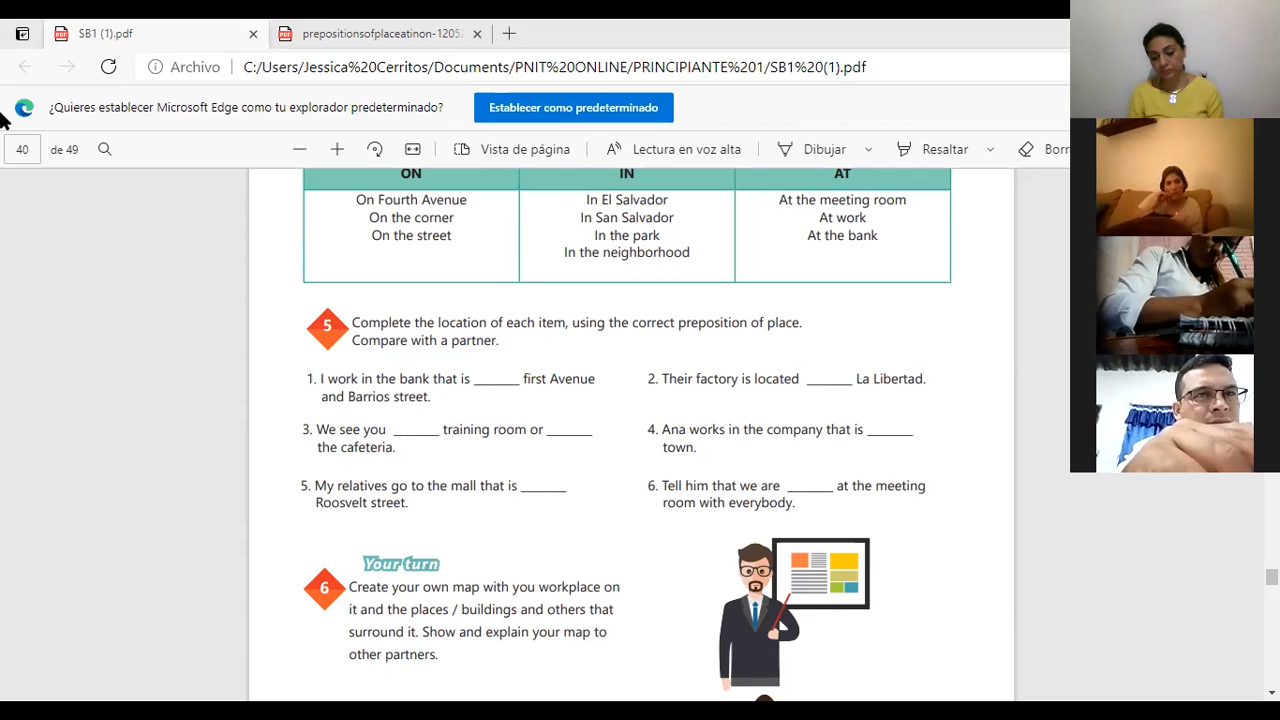 SB1 (1).pdf
prepositionsofplaceatinon-1205
Archivo
C:/Users/Jessica%20Cerritos/Documents/PNIT%20ONLINE/PRINCIPIANTE%201/SB1%20(1).pdf
¿Quieres establecer Microsoft Edge como tu explorador predeterminado?
Establecer como predeterminado
40 de 49
Vista de página
Lectura en voz alta
Dibujar
Resaltar
Borra
ON IN AT
On Fourth Avenue In El Salvador At the meeting room
On the corner In San Salvador At work
On the street In the park At the bank
In the neighborhood
5 Complete the location of each item, using the correct preposition of place.
Compare with a partner.
1. I work in the bank that is ______ first Avenue
and Barrios street.
2. Their factory is located ______ La Libertad.
3. We see you ______ training room or ______
the cafeteria.
4. Ana works in the company that is ______
town.
5. My relatives go to the mall that is ______
Roosvelt street.
6. Tell him that we are ______ at the meeting
room with everybody.
Your turn
6 Create your own map with you workplace on
it and the places / buildings and others that
surround it. Show and explain your map to
other partners.